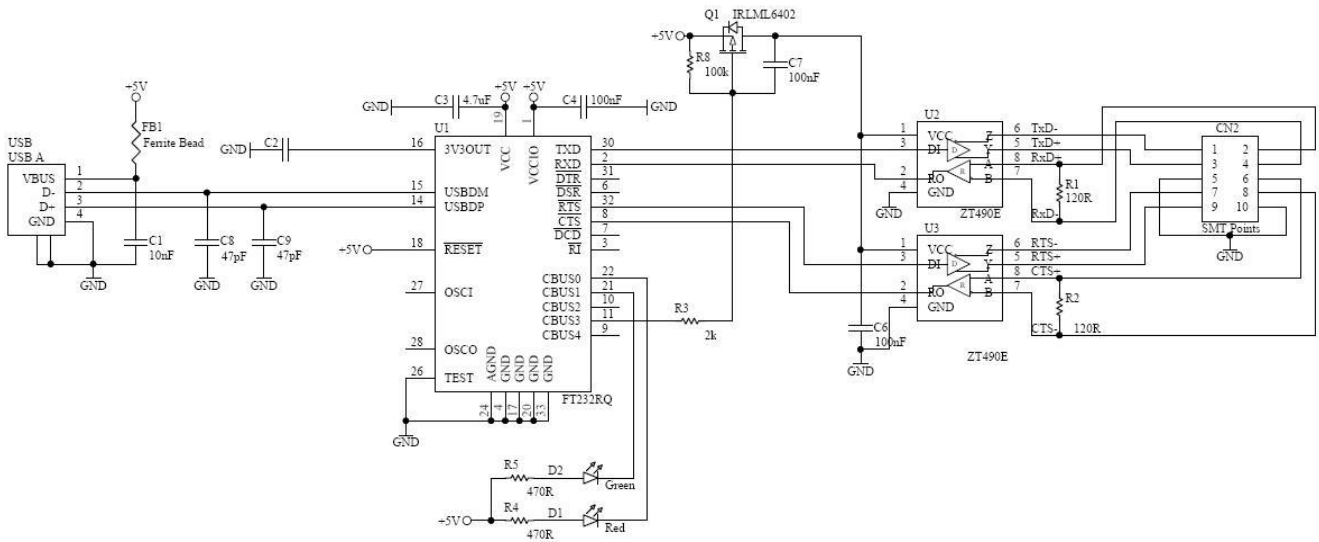 Q1 IRLML6402
+5V
R8
100k
C7
100nF
+5V
FB1
Ferrite Bead
USB
USB A
VBUS 1
D- 2
D+ 3
GND 4
C1
10nF
GND
C8
47pF
GND
C9
47pF
GND
GND
C2
GND
C3 4.7uF
+5V
+5V
C4 100nF
GND
U1
19
1
16 3V3OUT
VCC
VCCIO
15 USBDM
14 USBDP
+5V
18 RESET
27 OSCI
28 OSCO
26 TEST
GND
TXD 30
RXD 2
DTR 31
DSR 6
RTS 32
CTS 8
DCD 7
RI 3
CBUS0 22
CBUS1 21
CBUS2 10
CBUS3 11
CBUS4 9
AGND
GND
GND
GND
GND
24
4
17
20
33
FT232RQ
R3
2k
R5
470R
D2
Green
+5V
R4
470R
D1
Red
U2
1 VCC
3 DI
2 RO
4 GND
D
R
Z 6 TxD-
Y 5 TxD+
A 8 RxD+
B 7
RxD-
R1
120R
GND
ZT490E
U3
1 VCC
3 DI
2 RO
4 GND
D
R
Z 6 RTS-
Y 5 RTS+
A 8 CTS+
B 7
CTS-
R2
120R
C6
100nF
GND
ZT490E
CN2
1 2
3 4
5 6
7 8
9 10
SMT Points
GND